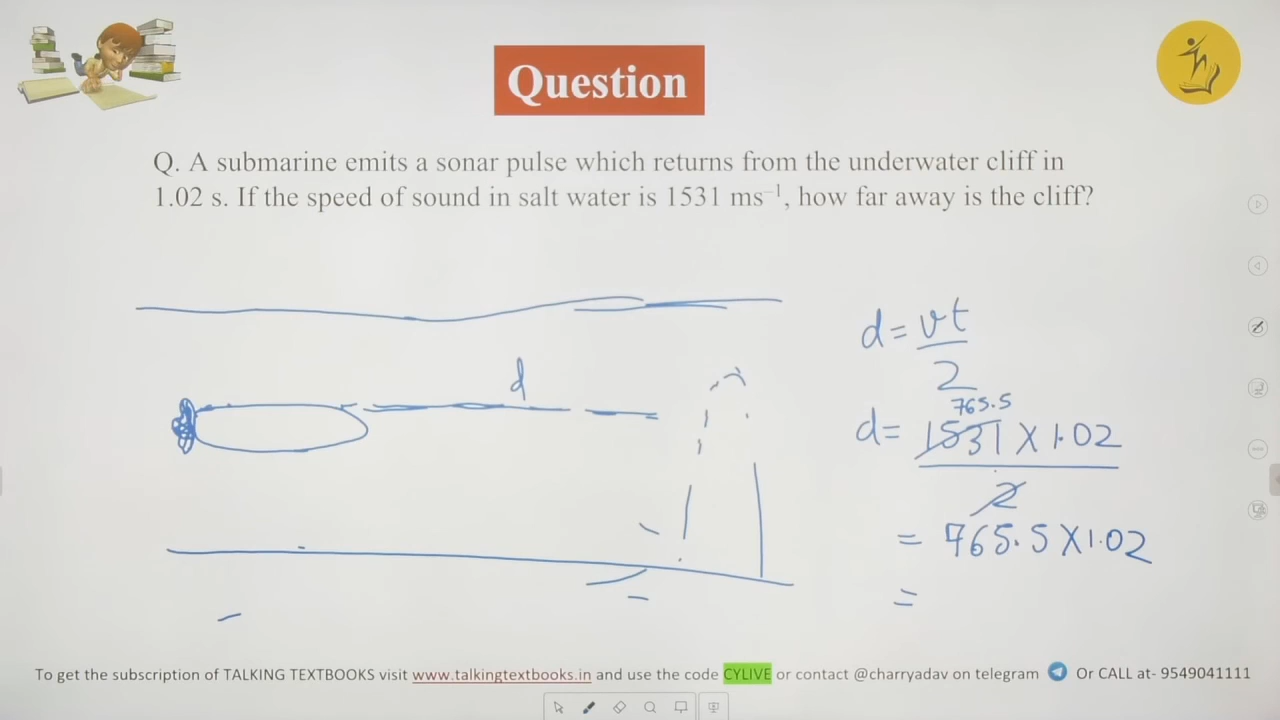 Question
Q. A submarine emits a sonar pulse which returns from the underwater cliff in
1.02 s. If the speed of sound in salt water is 1531 ms⁻¹, how far away is the cliff?
d
d = vt
2
765.5
d = 1531 X 1.02
2
= 765.5 X 1.02
=
To get the subscription of TALKING TEXTBOOKS visit www.talkingtextbooks.in and use the code CYLIVE or contact @charryadav on telegram Or CALL at- 9549041111